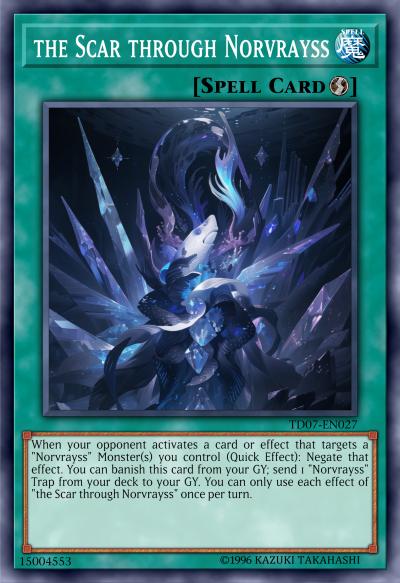 the Scar through Norvrayss
SPELL
魔
[Spell Card]
TD07-EN027
When your opponent activates a card or effect that targets a
"Norvrayss" Monster(s) you control (Quick Effect): Negate that
effect. You can banish this card from your GY; send 1 "Norvrayss"
Trap from your deck to your GY. You can only use each effect of
"the Scar through Norvrayss" once per turn.
15004553
©1996 KAZUKI TAKAHASHI